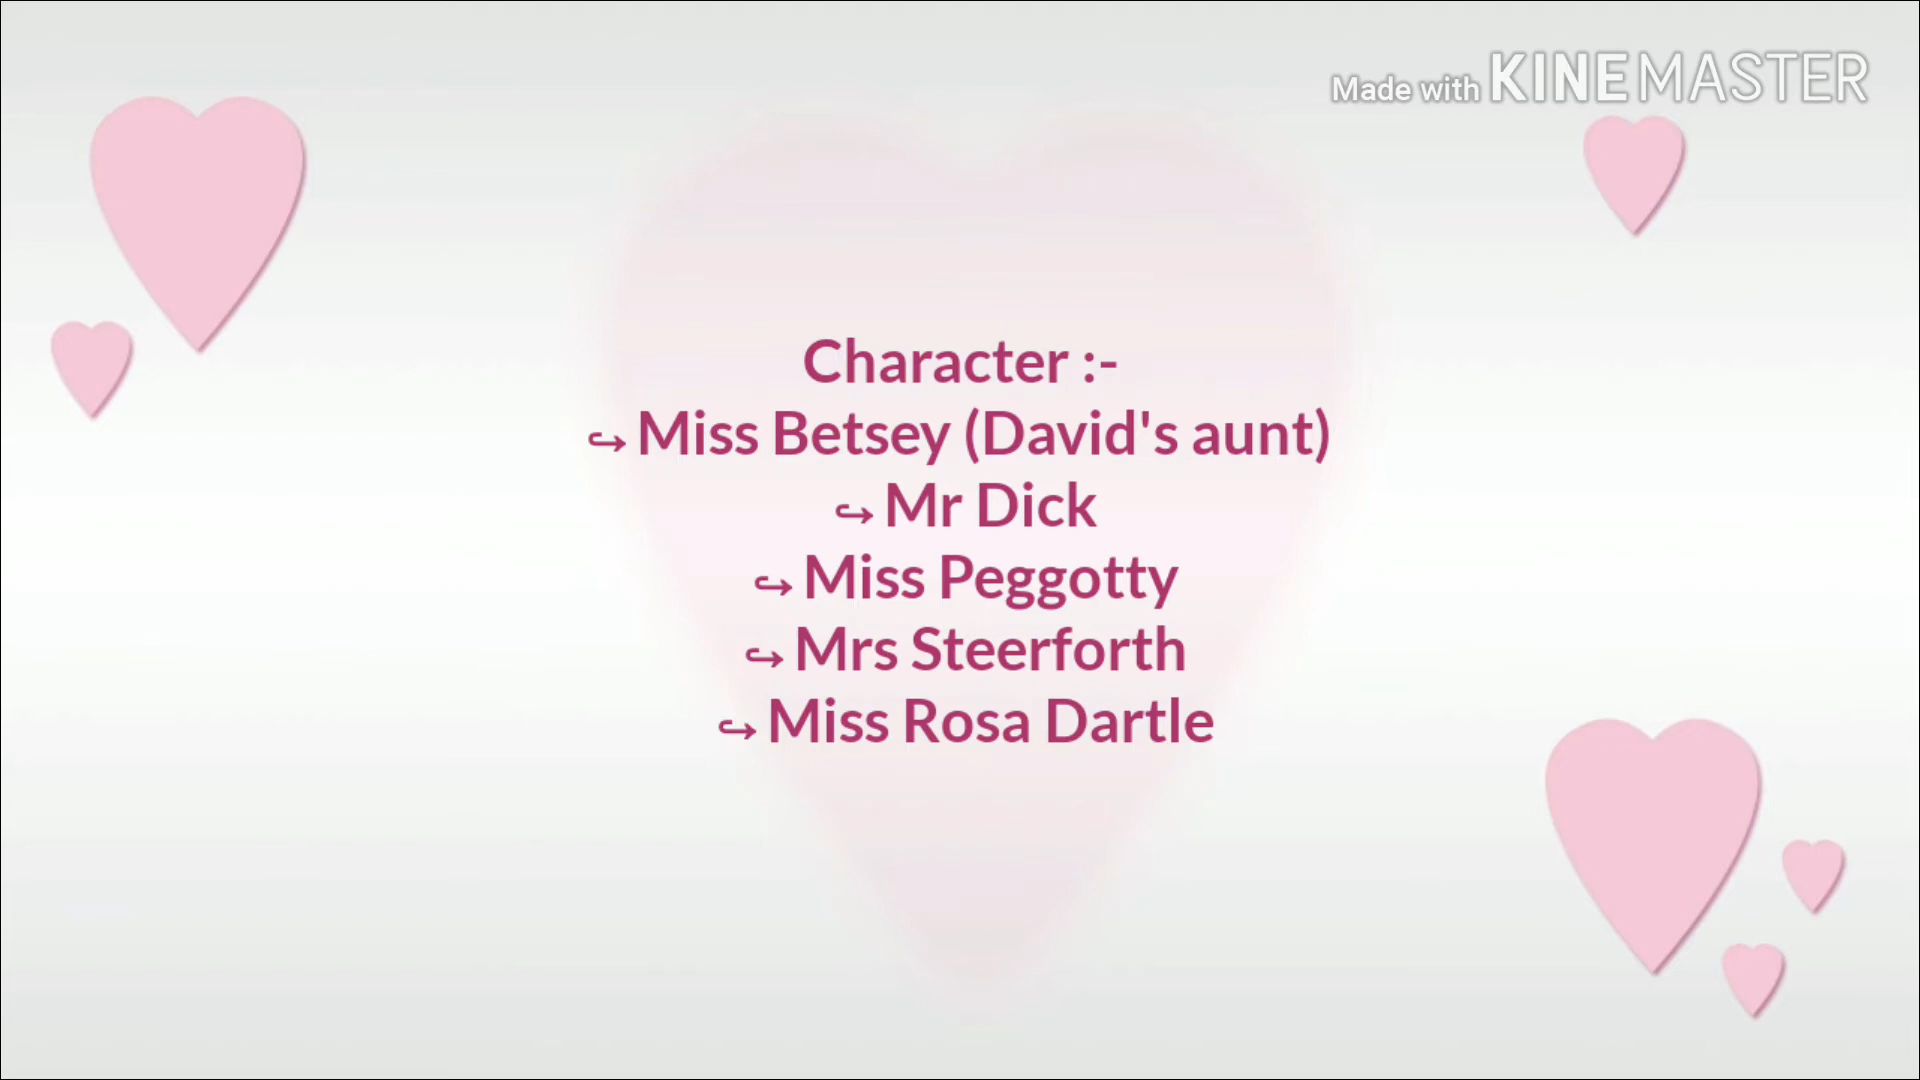 Made with KINEMASTER
Character :-
↪ Miss Betsey (David's aunt)
↪ Mr Dick
↪ Miss Peggotty
↪ Mrs Steerforth
↪ Miss Rosa Dartle